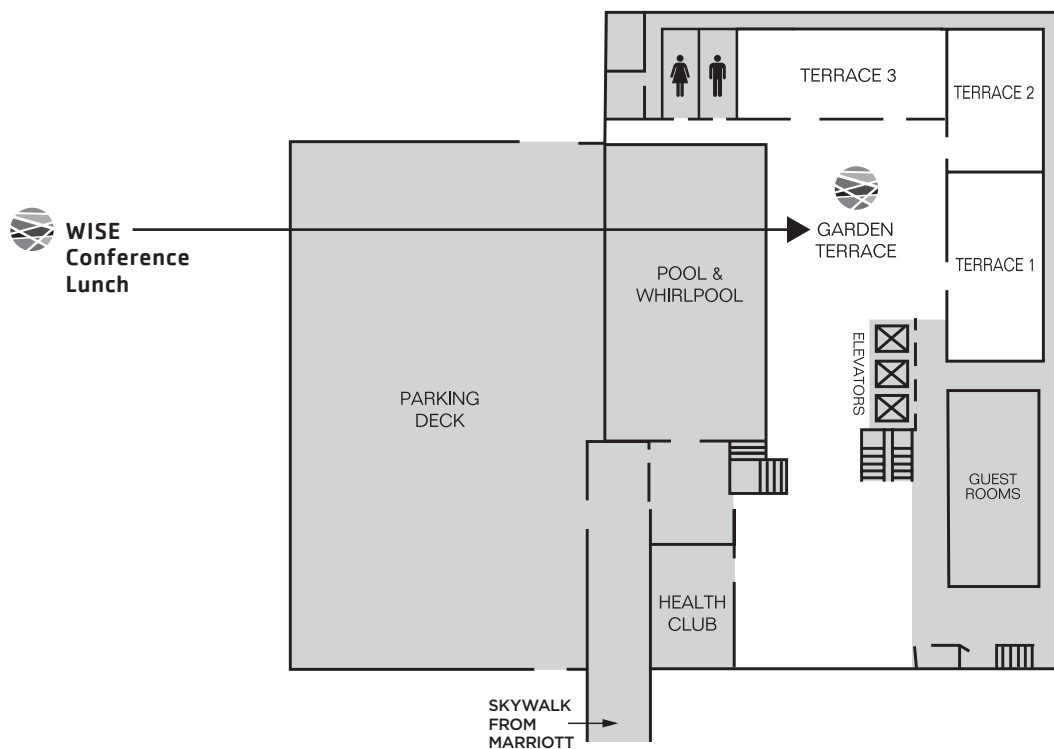 TERRACE 3
TERRACE 2
WISE
Conference
Lunch
GARDEN
TERRACE
TERRACE 1
POOL &
WHIRLPOOL
ELEVATORS
PARKING
DECK
GUEST
ROOMS
HEALTH
CLUB
SKYWALK
FROM
MARRIOTT